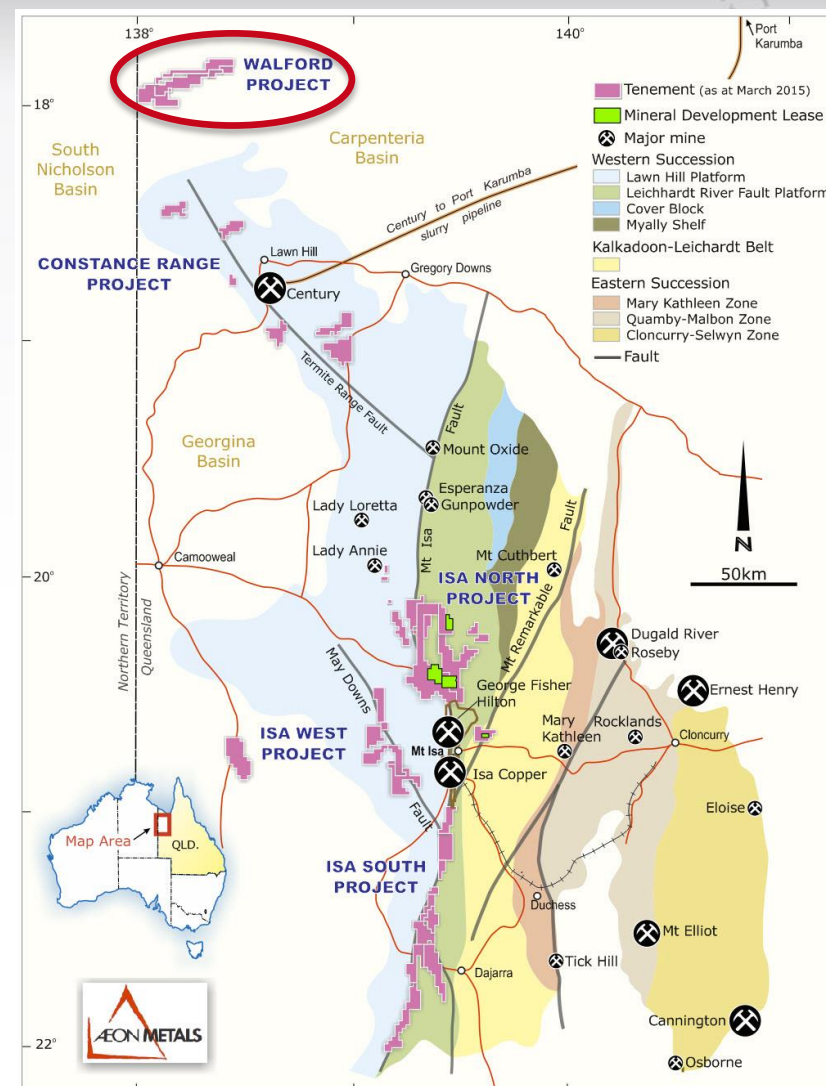 138°
140°
Port
Karumba
WALFORD
PROJECT
18°
Tenement (as at March 2015)
Mineral Development Lease
Major mine
Western Succession
Lawn Hill Platform
Leichhardt River Fault Platform
Cover Block
Myally Shelf
Kalkadoon-Leichardt Belt
Eastern Succession
Mary Kathleen Zone
Quamby-Malbon Zone
Cloncurry-Selwyn Zone
Fault
South
Nicholson
Basin
Carpenteria
Basin
Century to Port Karumba
slurry pipeline
Lawn Hill
Gregory Downs
CONSTANCE RANGE
PROJECT
Century
Termite Range Fault
Georgina
Basin
Fault
Mount Oxide
Esperanza
Gunpowder
Lady Loretta
Lady Annie
Mt Isa
Mt Cuthbert
Fault
Camooweal
20°
ISA NORTH
PROJECT
N
50km
Northern Territory
Queensland
Mt Remarkable
Dugald River
Roseby
May Downs
George Fisher
Hilton
Ernest Henry
ISA WEST
PROJECT
Mary
Kathleen
Rocklands
Cloncurry
Mt Isa
Isa Copper
Eloise
Map Area
QLD.
Fault
ISA SOUTH
PROJECT
Duchess
Mt Elliot
Tick Hill
Dajarra
Cannington
AEON METALS
22°
Osborne